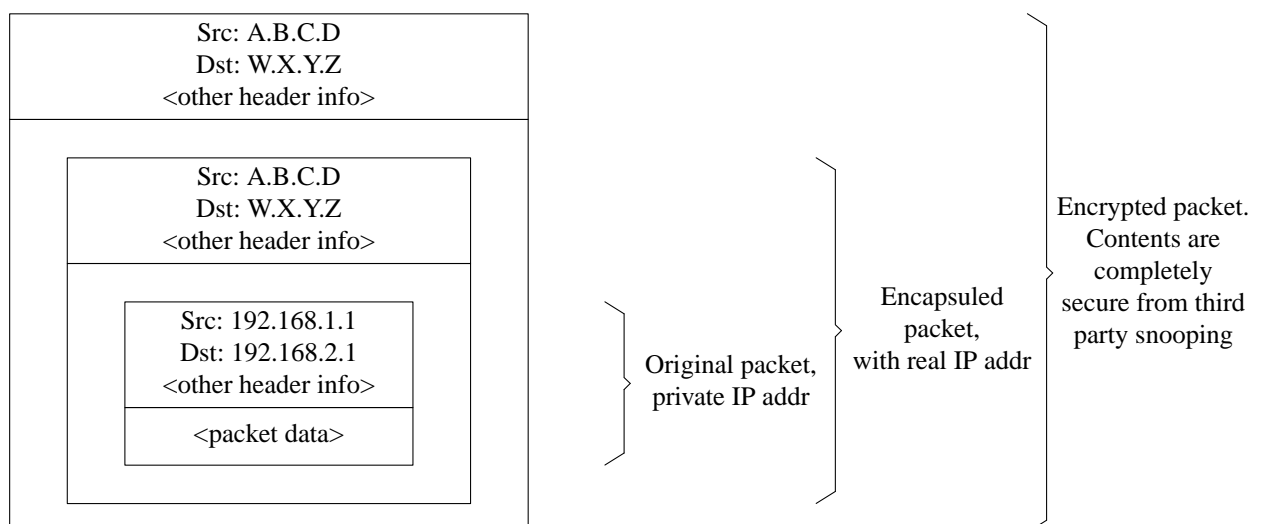 Src: A.B.C.D
Dst: W.X.Y.Z
<other header info>
Src: A.B.C.D
Dst: W.X.Y.Z
<other header info>
Src: 192.168.1.1
Dst: 192.168.2.1
<other header info>
<packet data>
Original packet,
private IP addr
Encapsuled
packet,
with real IP addr
Encrypted packet.
Contents are
completely
secure from third
party snooping